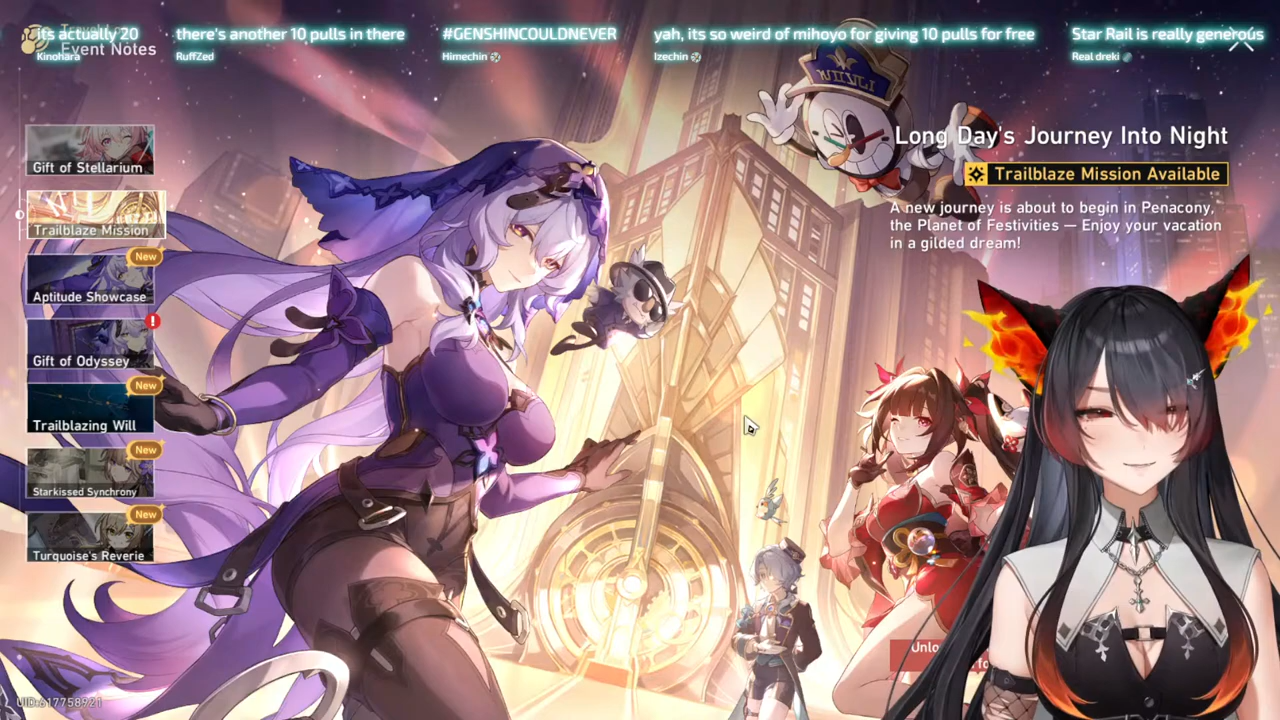 its actually 20
Kinohara
there's another 10 pulls in there
RuffZed
#GENSHINCOULDNEVER
Himechin
yah, its so weird of mihoyo for giving 10 pulls for free
Izechin
Star Rail is really generous
Real dreki
Event Notes
Gift of Stellarium
Trailblaze Mission
New
Aptitude Showcase
Gift of Odyssey
New
Trailblazing Will
New
Starkissed Synchrony
New
Turquoise's Reverie
Long Day's Journey Into Night
Trailblaze Mission Available
A new journey is about to begin in Penacony,
the Planet of Festivities — Enjoy your vacation
in a gilded dream!
UID:617758921